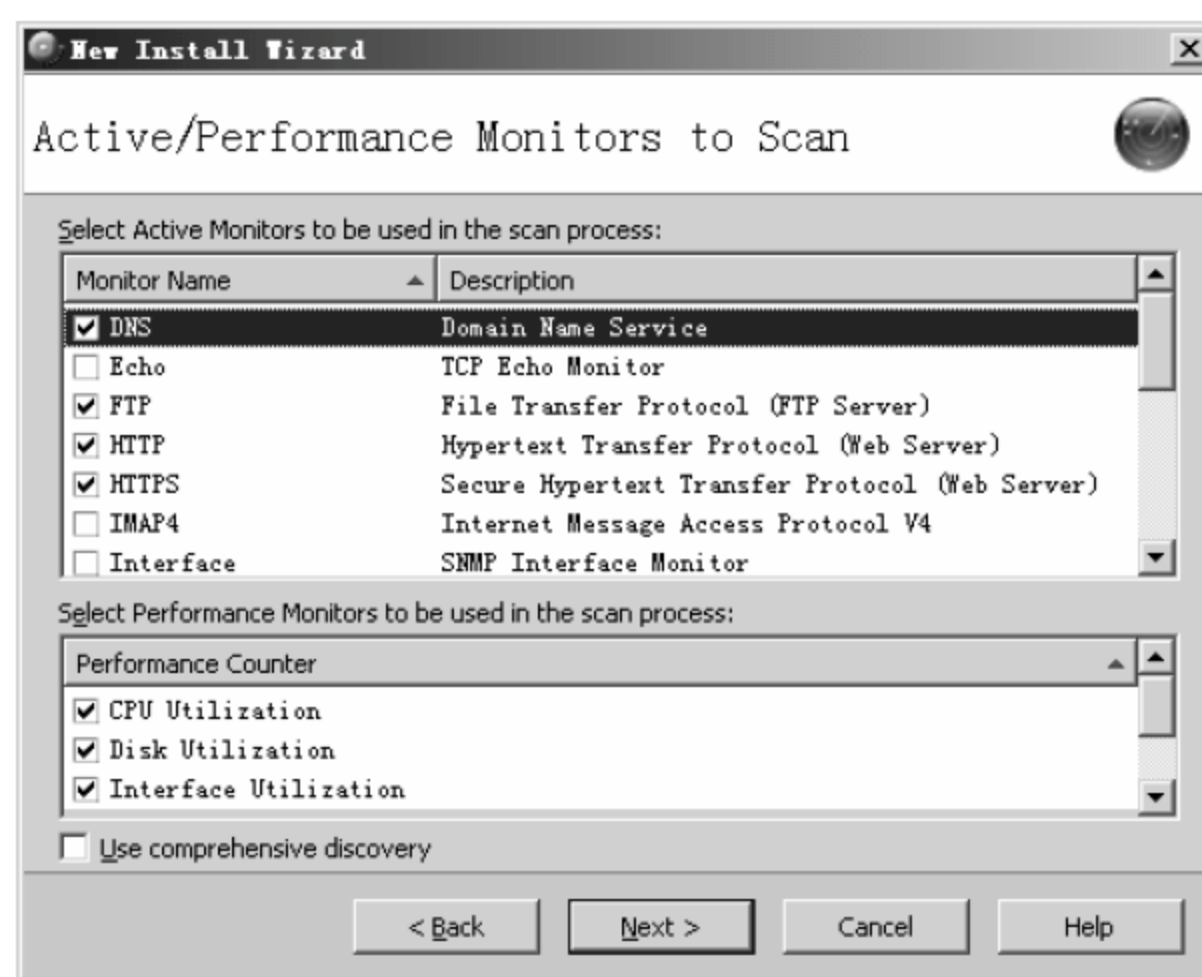 New Install Wizard
Active/Performance Monitors to Scan
Select Active Monitors to be used in the scan process:
Monitor Name Description
DNS Domain Name Service
Echo TCP Echo Monitor
FTP File Transfer Protocol (FTP Server)
HTTP Hypertext Transfer Protocol (Web Server)
HTTPS Secure Hypertext Transfer Protocol (Web Server)
IMAP4 Internet Message Access Protocol V4
Interface SNMP Interface Monitor
Select Performance Monitors to be used in the scan process:
Performance Counter
CPU Utilization
Disk Utilization
Interface Utilization
Use comprehensive discovery
< Back Next > Cancel Help